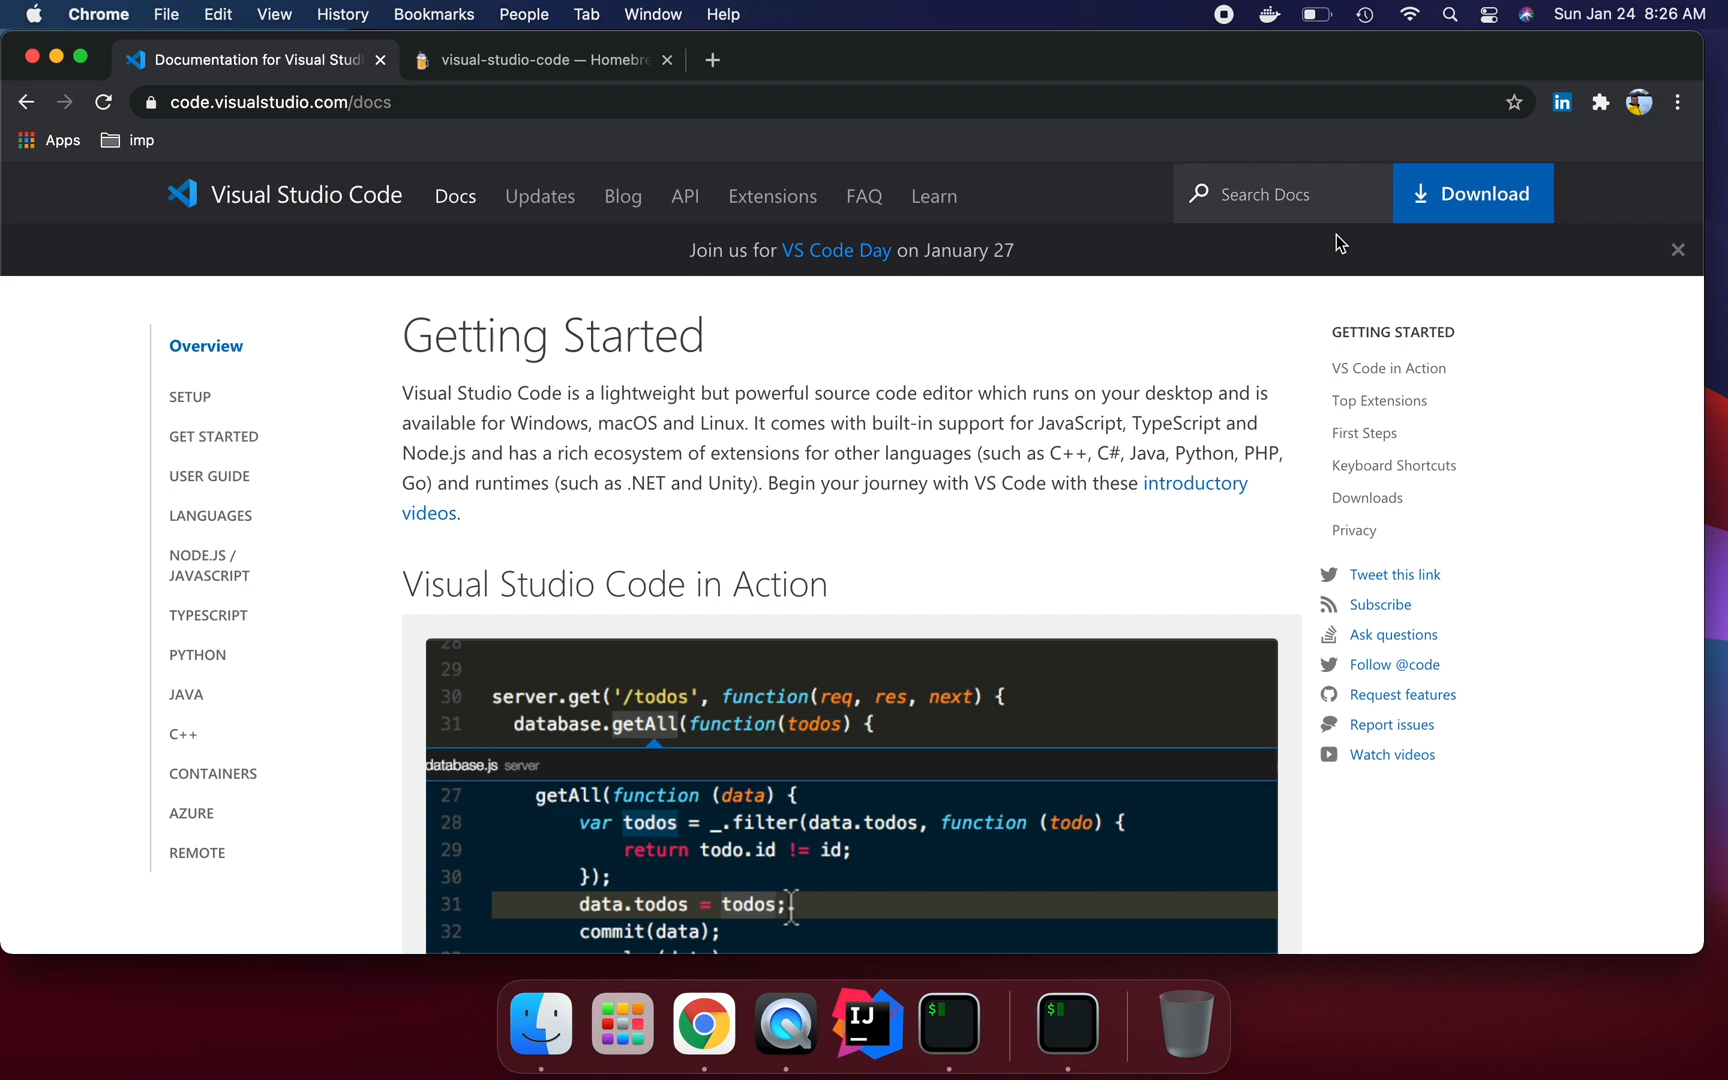 Chrome File Edit View History Bookmarks People Tab Window Help Sun Jan 24 8:26 AM
Documentation for Visual Studi visual-studio-code — Homebre
code.visualstudio.com/docs
Apps imp
Visual Studio Code Docs Updates Blog API Extensions FAQ Learn Search Docs Download
Join us for VS Code Day on January 27
Overview
SETUP
GET STARTED
USER GUIDE
LANGUAGES
NODE.JS /
JAVASCRIPT
TYPESCRIPT
PYTHON
JAVA
C++
CONTAINERS
AZURE
REMOTE
Getting Started
Visual Studio Code is a lightweight but powerful source code editor which runs on your desktop and is
available for Windows, macOS and Linux. It comes with built-in support for JavaScript, TypeScript and
Node.js and has a rich ecosystem of extensions for other languages (such as C++, C#, Java, Python, PHP,
Go) and runtimes (such as .NET and Unity). Begin your journey with VS Code with these introductory
videos.
Visual Studio Code in Action
28
29
30 server.get('/todos', function(req, res, next) {
31 database.getAll(function(todos) {
database.js server
27 getAll(function (data) {
28 var todos = _.filter(data.todos, function (todo) {
29 return todo.id != id;
30 });
31 data.todos = todos;
32 commit(data);
GETTING STARTED
VS Code in Action
Top Extensions
First Steps
Keyboard Shortcuts
Downloads
Privacy
Tweet this link
Subscribe
Ask questions
Follow @code
Request features
Report issues
Watch videos
IJ
$
$